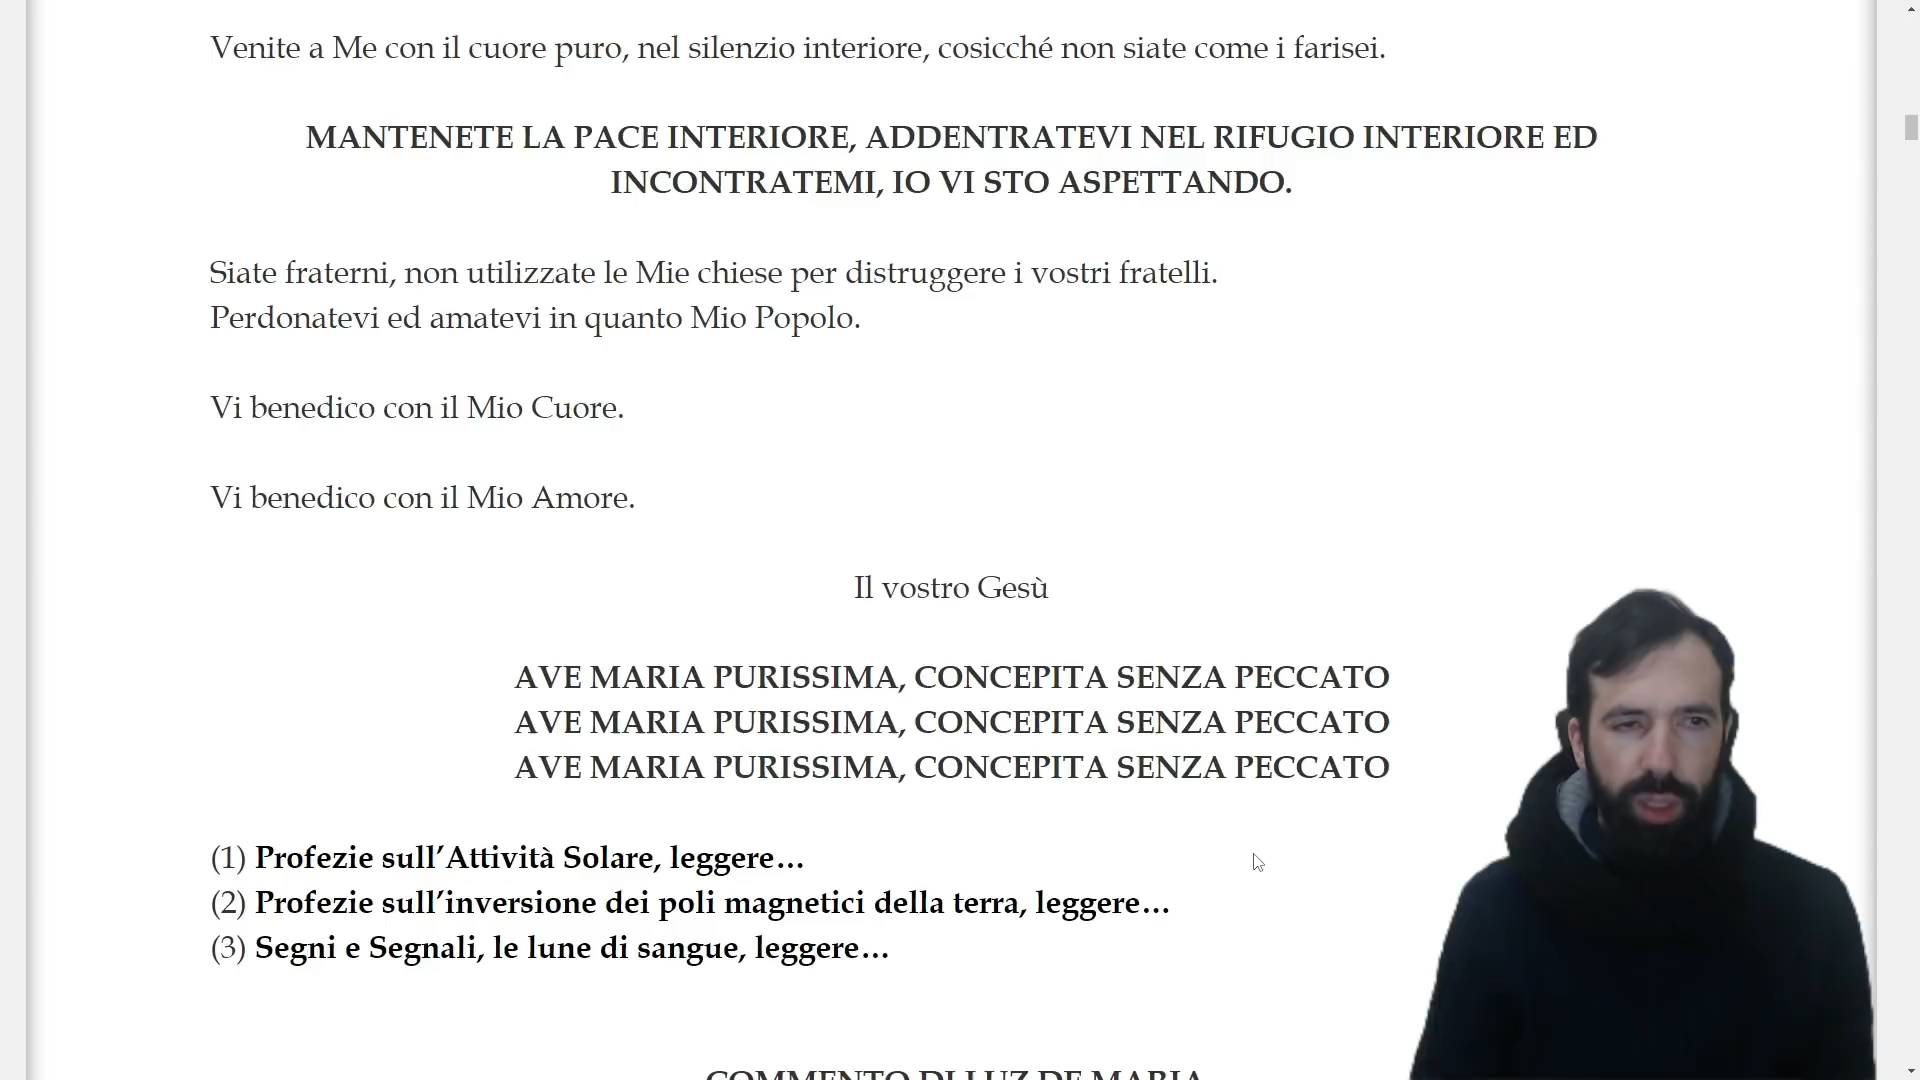 Venite a Me con il cuore puro, nel silenzio interiore, cosicché non siate come i farisei.
MANTENETE LA PACE INTERIORE, ADDENTRATEVI NEL RIFUGIO INTERIORE ED
INCONTRATEMI, IO VI STO ASPETTANDO.
Siate fraterni, non utilizzate le Mie chiese per distruggere i vostri fratelli.
Perdonatevi ed amatevi in quanto Mio Popolo.
Vi benedico con il Mio Cuore.
Vi benedico con il Mio Amore.
Il vostro Gesù
AVE MARIA PURISSIMA, CONCEPITA SENZA PECCATO
AVE MARIA PURISSIMA, CONCEPITA SENZA PECCATO
AVE MARIA PURISSIMA, CONCEPITA SENZA PECCATO
(1) Profezie sull’Attività Solare, leggere…
(2) Profezie sull’inversione dei poli magnetici della terra, leggere…
(3) Segni e Segnali, le lune di sangue, leggere…
COMMENTO DI LUZ DE MARIA